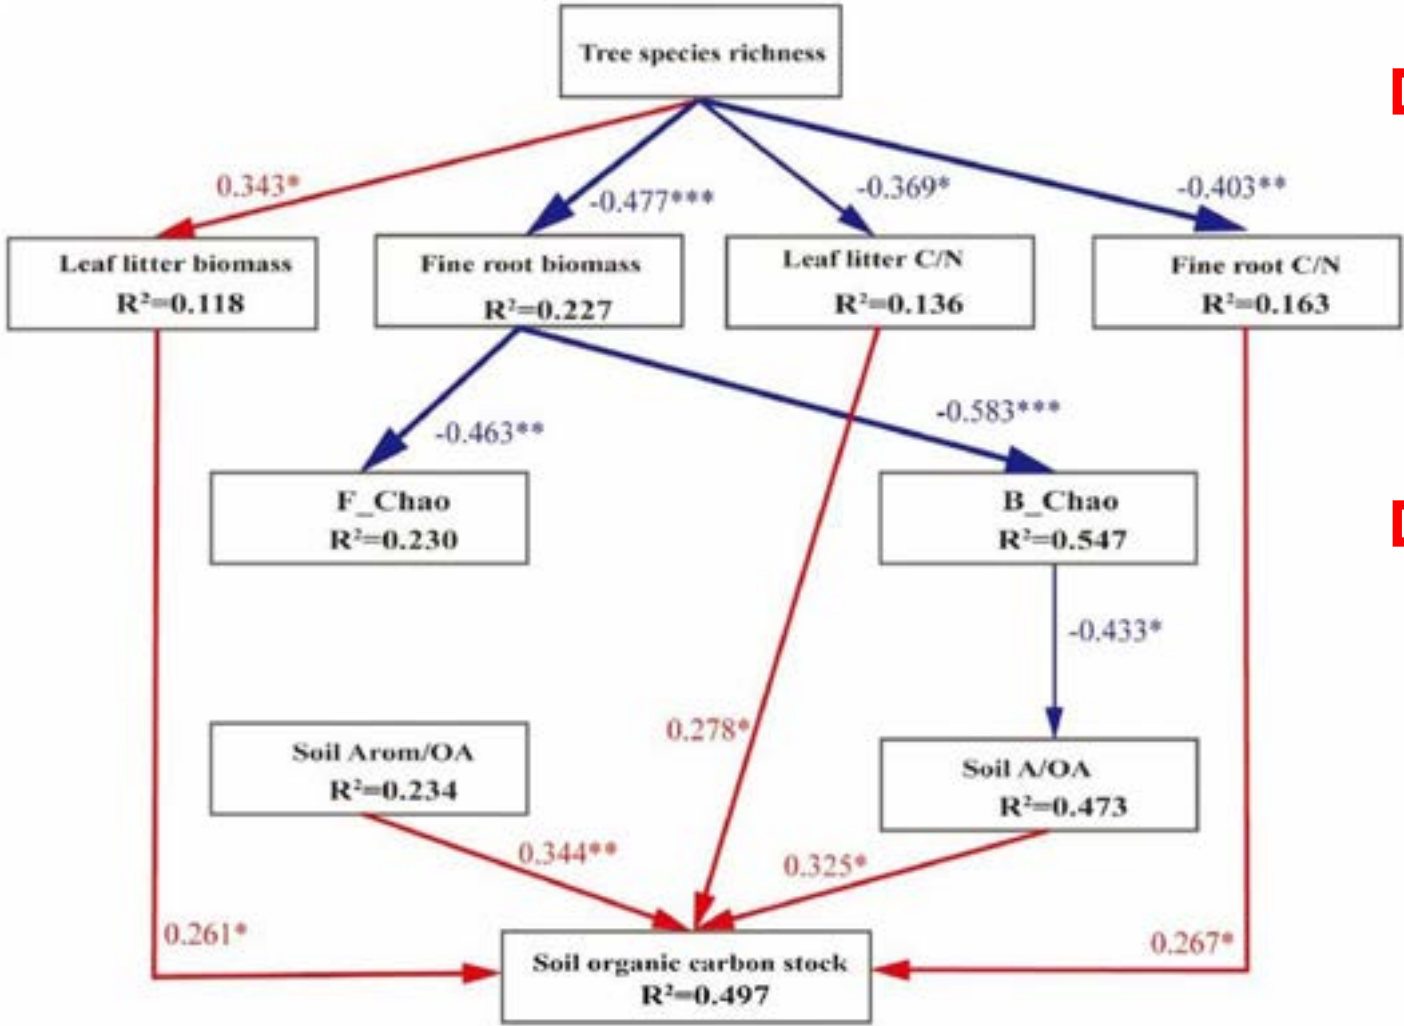 Tree species richness
0.343*
-0.477***
-0.369*
-0.403**
Leaf litter biomass
R²=0.118
Fine root biomass
R²=0.227
Leaf litter C/N
R²=0.136
Fine root C/N
R²=0.163
-0.463**
-0.583***
F_Chao
R²=0.230
B_Chao
R²=0.547
-0.433*
Soil Arom/OA
R²=0.234
0.278*
Soil A/OA
R²=0.473
0.344**
0.325*
0.261*
0.267*
Soil organic carbon stock
R²=0.497